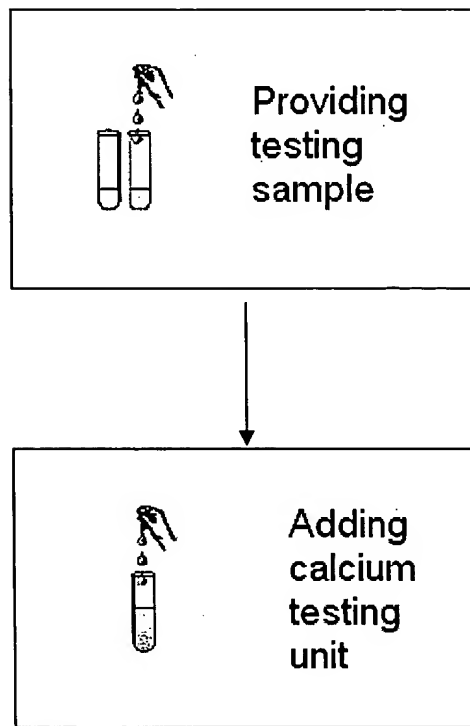 Providing
testing
sample
Adding
calcium
testing
unit